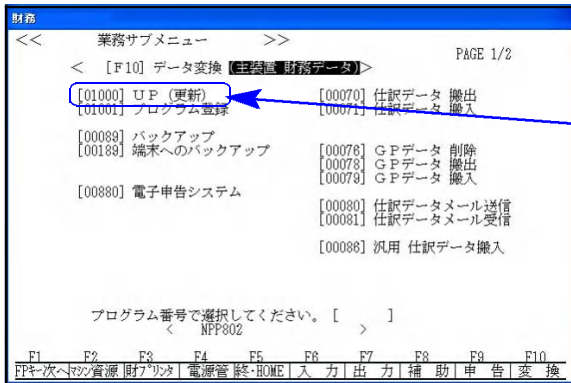 財務
<< 業務サブメニュー >>
PAGE 1/2
< [F10] データ変換 (主装置 財務データ)>
[01000] UP (更新) [00070] 仕訳データ 搬出
[01001] プログラム登録 [00071] 仕訳データ 搬入
[00089] バックアップ
[00189] 端末へのバックアップ [00076] GPデータ 削除
[00078] GPデータ 搬出
[00079] GPデータ 搬入
[00880] 電子申告システム
[00080] 仕訳データメール送信
[00081] 仕訳データメール受信
[00086] 汎用 仕訳データ搬入
プログラム番号で選択してください。 [ ]
< NPP802 >
F1 F2 F3 F4 F5 F6 F7 F8 F9 F10
FPキー次へ マシン資源 財プリンタ 電源管 終・HOME 入 力 出 力 補 助 申 告 変 換